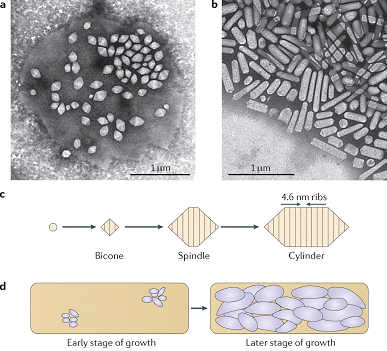 a
b
1 µm
1 µm
c
4.6 nm ribs
Bicone
Spindle
Cylinder
d
Early stage of growth
Later stage of growth